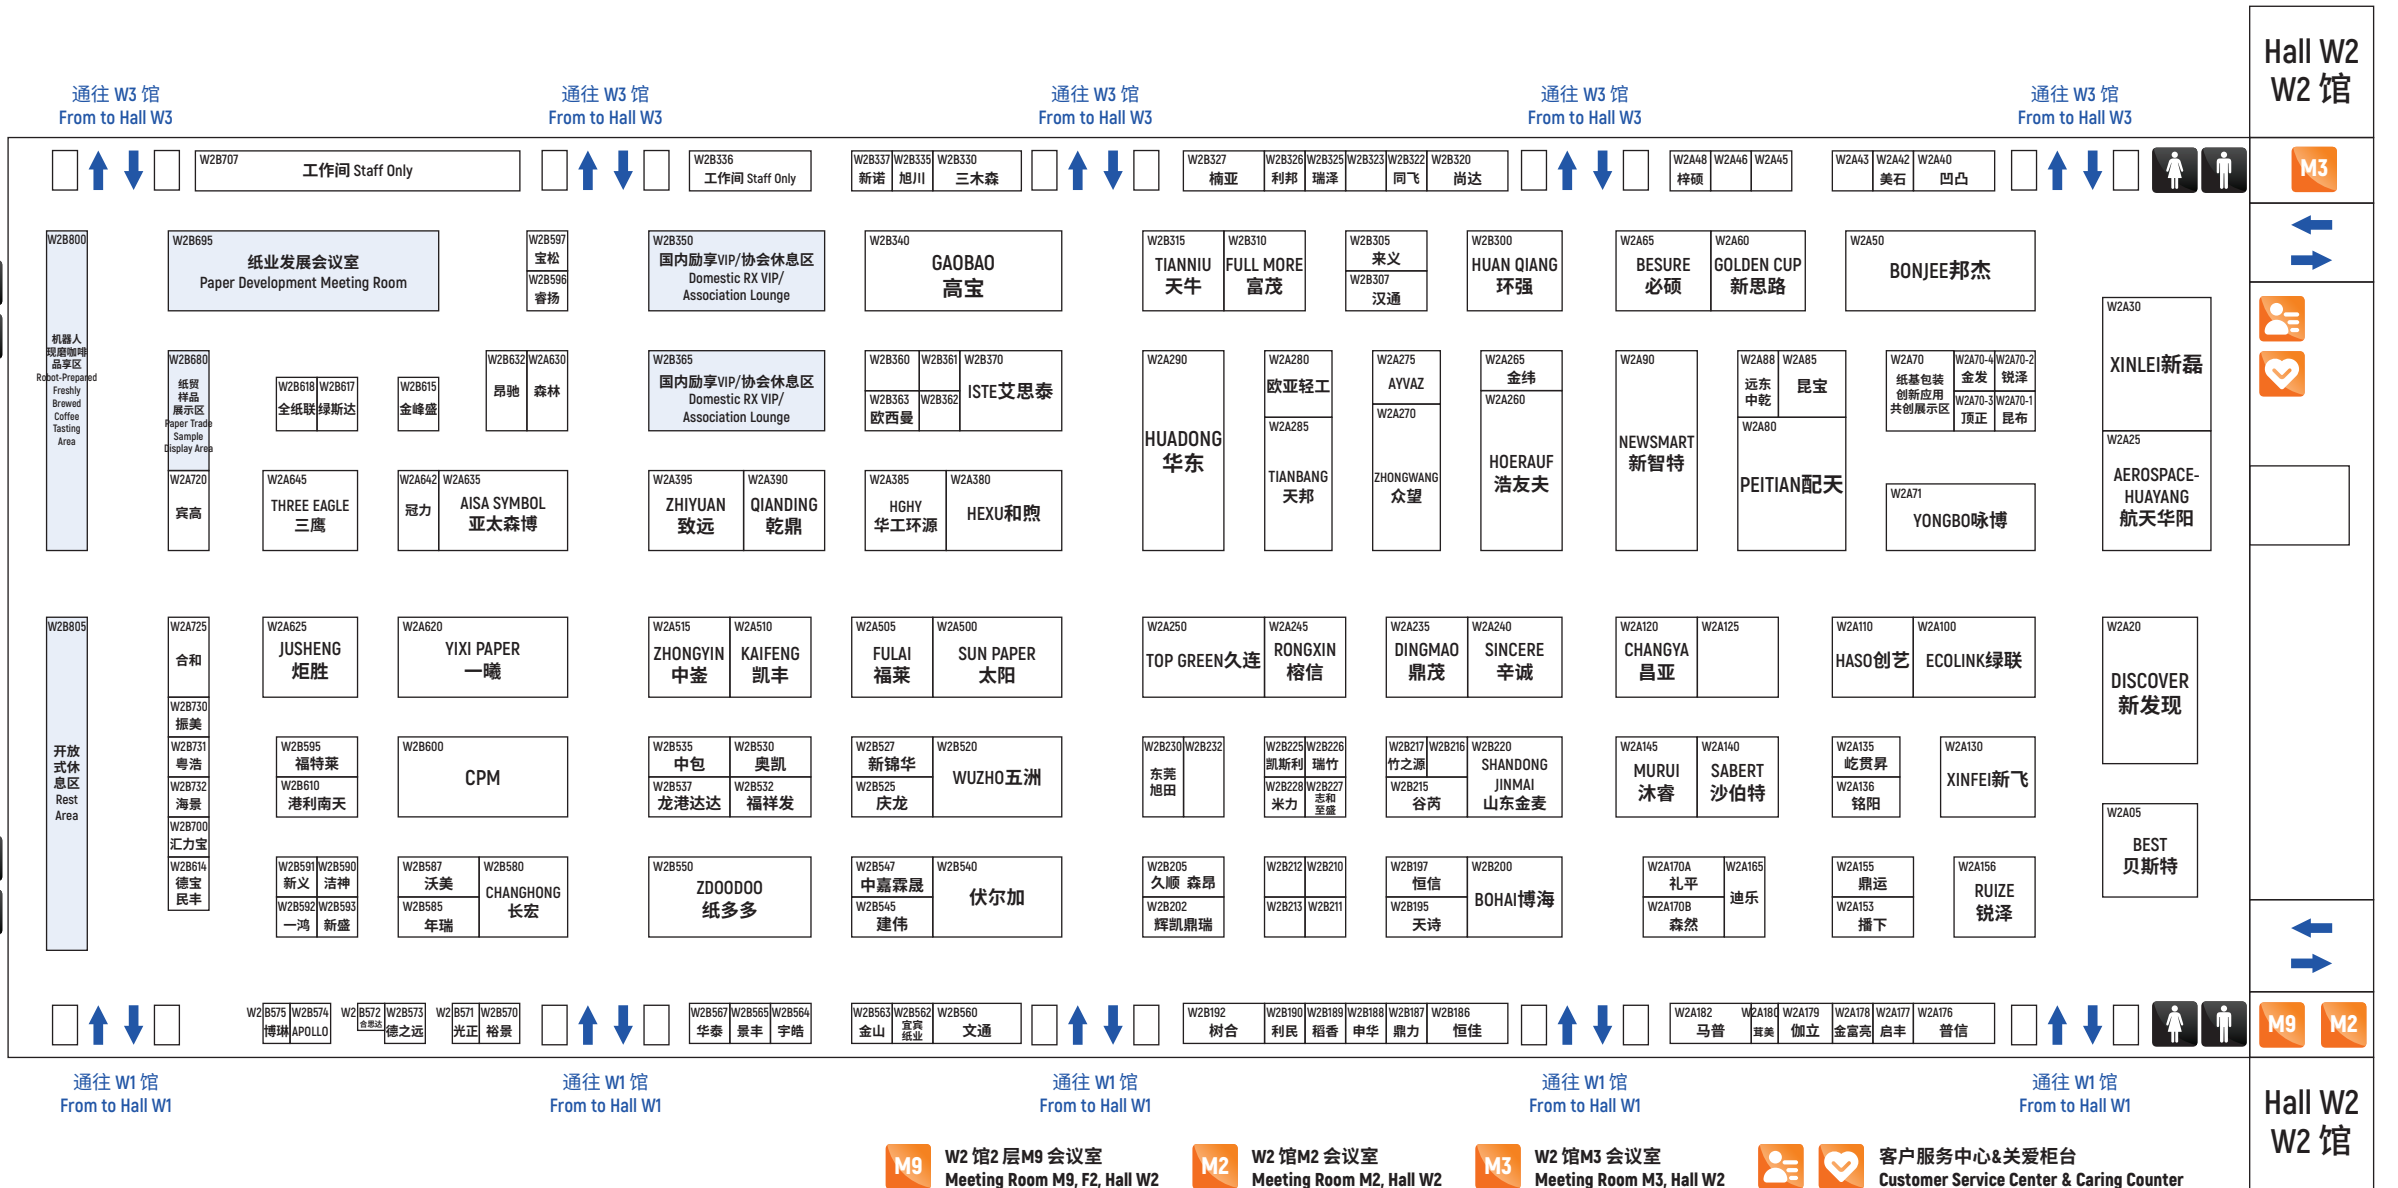 Hall W2
W2 馆
通往 W3 馆
From to Hall W3
通往 W3 馆
From to Hall W3
通往 W3 馆
From to Hall W3
通往 W3 馆
From to Hall W3
通往 W3 馆
From to Hall W3
W2B707
工作间 Staff Only
W2B336
工作间 Staff Only
W2B337
新诺
W2B335
旭川
W2B330
三木森
W2B327
楠亚
W2B326
利邦
W2B325
瑞泽
W2B323
W2B322
同飞
W2B320
尚达
W2A48
梓硕
W2A46
W2A45
W2A43
W2A42
美石
W2A40
凹凸
M3
W2B800
机器人
现磨咖啡
品享区
Robot-Prepared
Freshly
Brewed
Coffee
Tasting
Area
W2B695
纸业发展会议室
Paper Development Meeting Room
W2B597
宝松
W2B596
睿扬
W2B350
国内励享VIP/协会休息区
Domestic RX VIP/
Association Lounge
W2B340
GAOBAO
高宝
W2B315
TIANNIU
天牛
W2B310
FULL MORE
富茂
W2B305
来义
W2B307
汉通
W2B300
HUAN QIANG
环强
W2A65
BESURE
必硕
W2A60
GOLDEN CUP
新思路
W2A50
BONJEE邦杰
W2A30
XINLEI新磊
W2B680
纸贸
样品
展示区
Paper Trade
Sample
Display Area
W2B618
全纸联
W2B617
绿斯达
W2B615
金峰盛
W2B632
昂驰
W2A630
森林
W2B365
国内励享VIP/协会休息区
Domestic RX VIP/
Association Lounge
W2B360
W2B361
W2B370
ISTE艾思泰
W2B363
欧西曼
W2B362
W2A290
HUADONG
华东
W2A280
欧亚轻工
W2A285
TIANBANG
天邦
W2A275
AYVAZ
W2A270
ZHONGWANG
众望
W2A265
金纬
W2A260
HOERAUF
浩友夫
W2A90
NEWSMART
新智特
W2A88
远东
中乾
W2A85
昆宝
W2A80
PEITIAN配天
W2A70
纸基包装
创新应用
共创展示区
W2A70-4
金发
W2A70-2
锐泽
W2A70-3
顶正
W2A70-1
昆布
W2A25
AEROSPACE-
HUAYANG
航天华阳
W2A720
宾高
W2A645
THREE EAGLE
三鹰
W2A642
冠力
W2A635
AISA SYMBOL
亚太森博
W2A395
ZHIYUAN
致远
W2A390
QIANDING
乾鼎
W2A385
HGHY
华工环源
W2A380
HEXU和煦
W2A71
YONGBO咏博
W2B805
开放
式休
息区
Rest
Area
W2A725
合和
W2A625
JUSHENG
炬胜
W2A620
YIXI PAPER
一曦
W2A515
ZHONGYIN
中崟
W2A510
KAIFENG
凯丰
W2A505
FULAI
福莱
W2A500
SUN PAPER
太阳
W2A250
TOP GREEN久连
W2A245
RONGXIN
榕信
W2A235
DINGMAO
鼎茂
W2A240
SINCERE
辛诚
W2A120
CHANGYA
昌亚
W2A125
W2A110
HASO创艺
W2A100
ECOLINK绿联
W2A20
DISCOVER
新发现
W2B730
振美
W2B731
粤浩
W2B732
海景
W2B700
汇力宝
W2B614
德宝
民丰
W2B595
福特莱
W2B610
港利南天
W2B600
CPM
W2B535
中包
W2B530
奥凯
W2B537
龙港达达
W2B532
福祥发
W2B527
新锦华
W2B525
庆龙
W2B520
WUZHO五洲
W2B230
东莞
旭田
W2B232
W2B225
凯斯利
W2B226
瑞竹
W2B228
米力
W2B227
志和
至盛
W2B217
竹之源
W2B216
W2B215
谷芮
W2B220
SHANDONG
JINMAI
山东金麦
W2A145
MURUI
沐睿
W2A140
SABERT
沙伯特
W2A135
屹贯昇
W2A136
铭阳
W2A130
XINFEI新飞
W2A05
BEST
贝斯特
W2B591
新义
W2B590
洁神
W2B592
一鸿
W2B593
新盛
W2B587
沃美
W2B585
年瑞
W2B580
CHANGHONG
长宏
W2B550
ZDOODOO
纸多多
W2B547
中嘉霖晟
W2B545
建伟
W2B540
伏尔加
W2B205
久顺 森昂
W2B202
辉凯鼎瑞
W2B212
W2B210
W2B213
W2B211
W2B197
恒信
W2B195
天诗
W2B200
BOHAI博海
W2A170A
礼平
W2A170B
森然
W2A165
迪乐
W2A155
鼎运
W2A153
播下
W2A156
RUIZE
锐泽
W2B575
博琳
W2B574
APOLLO
W2B572
合思达
W2B573
德之远
W2B571
光正
W2B570
裕景
W2B567
华泰
W2B565
景丰
W2B564
宇皓
W2B563
金山
W2B562
宜宾
纸业
W2B560
文通
W2B192
树合
W2B190
利民
W2B189
稻香
W2B188
申华
W2B187
鼎力
W2B186
恒佳
W2A182
马普
W2A180
茸美
W2A179
伽立
W2A178
金富亮
W2A177
启丰
W2A176
普信
M9
M2
通往 W1 馆
From to Hall W1
通往 W1 馆
From to Hall W1
通往 W1 馆
From to Hall W1
通往 W1 馆
From to Hall W1
通往 W1 馆
From to Hall W1
Hall W2
W2 馆
M9
W2 馆2 层M9 会议室
Meeting Room M9, F2, Hall W2
M2
W2 馆M2 会议室
Meeting Room M2, Hall W2
M3
W2 馆M3 会议室
Meeting Room M3, Hall W2
客户服务中心&关爱柜台
Customer Service Center & Caring Counter